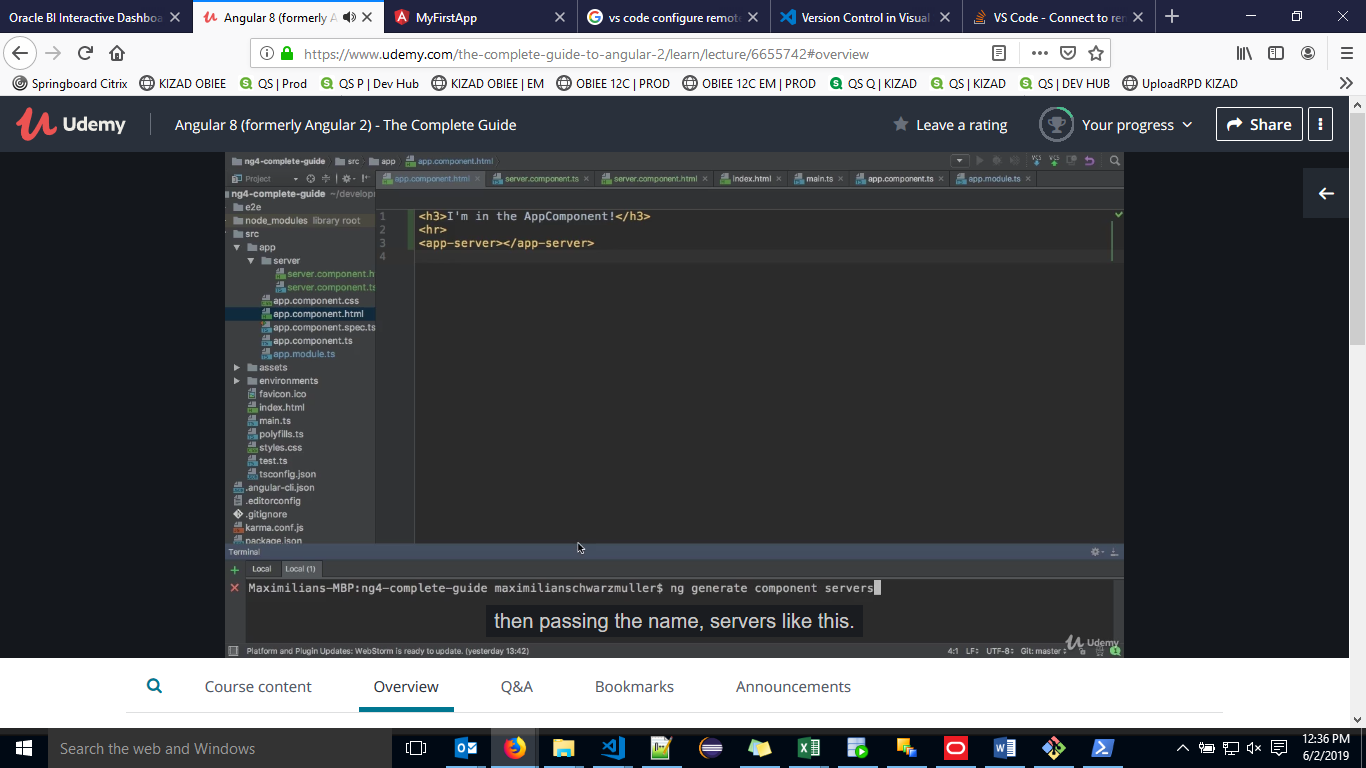 Oracle BI Interactive Dashboa
Angular 8 (formerly A
MyFirstApp
vs code configure remot
Version Control in Visual
VS Code - Connect to rem
https://www.udemy.com/the-complete-guide-to-angular-2/learn/lecture/6655742#overview
Springboard Citrix
KIZAD OBIEE
QS | Prod
QS P | Dev Hub
KIZAD OBIEE | EM
OBIEE 12C | PROD
OBIEE 12C EM | PROD
QS Q | KIZAD
QS | KIZAD
QS | DEV HUB
UploadRPD KIZAD
Udemy
Angular 8 (formerly Angular 2) - The Complete Guide
Leave a rating
Your progress
Share
ng4-complete-guide
src
app
app.component.html
Project
app.component.html
server.component.ts
server.component.html
index.html
main.ts
app.component.ts
app.module.ts
ng4-complete-guide ~/develop
e2e
node_modules library root
src
app
server
server.component.h
server.component.ts
app.component.css
app.component.html
app.component.spec.ts
app.component.ts
app.module.ts
assets
environments
favicon.ico
index.html
main.ts
polyfills.ts
styles.css
test.ts
tsconfig.json
.angular-cli.json
.editorconfig
.gitignore
karma.conf.js
package.json
1 <h3>I'm in the AppComponent!</h3>
2 <hr>
3 <app-server></app-server>
4
Terminal
Local
Local (1)
Maximilians-MBP:ng4-complete-guide maximilianschwarzmuller$ ng generate component servers
then passing the name, servers like this.
Platform and Plugin Updates: WebStorm is ready to update. (yesterday 13:42)
4:1 LF UTF-8 Git: master
Udemy
Course content
Overview
Q&A
Bookmarks
Announcements
Search the web and Windows
12:36 PM
6/2/2019